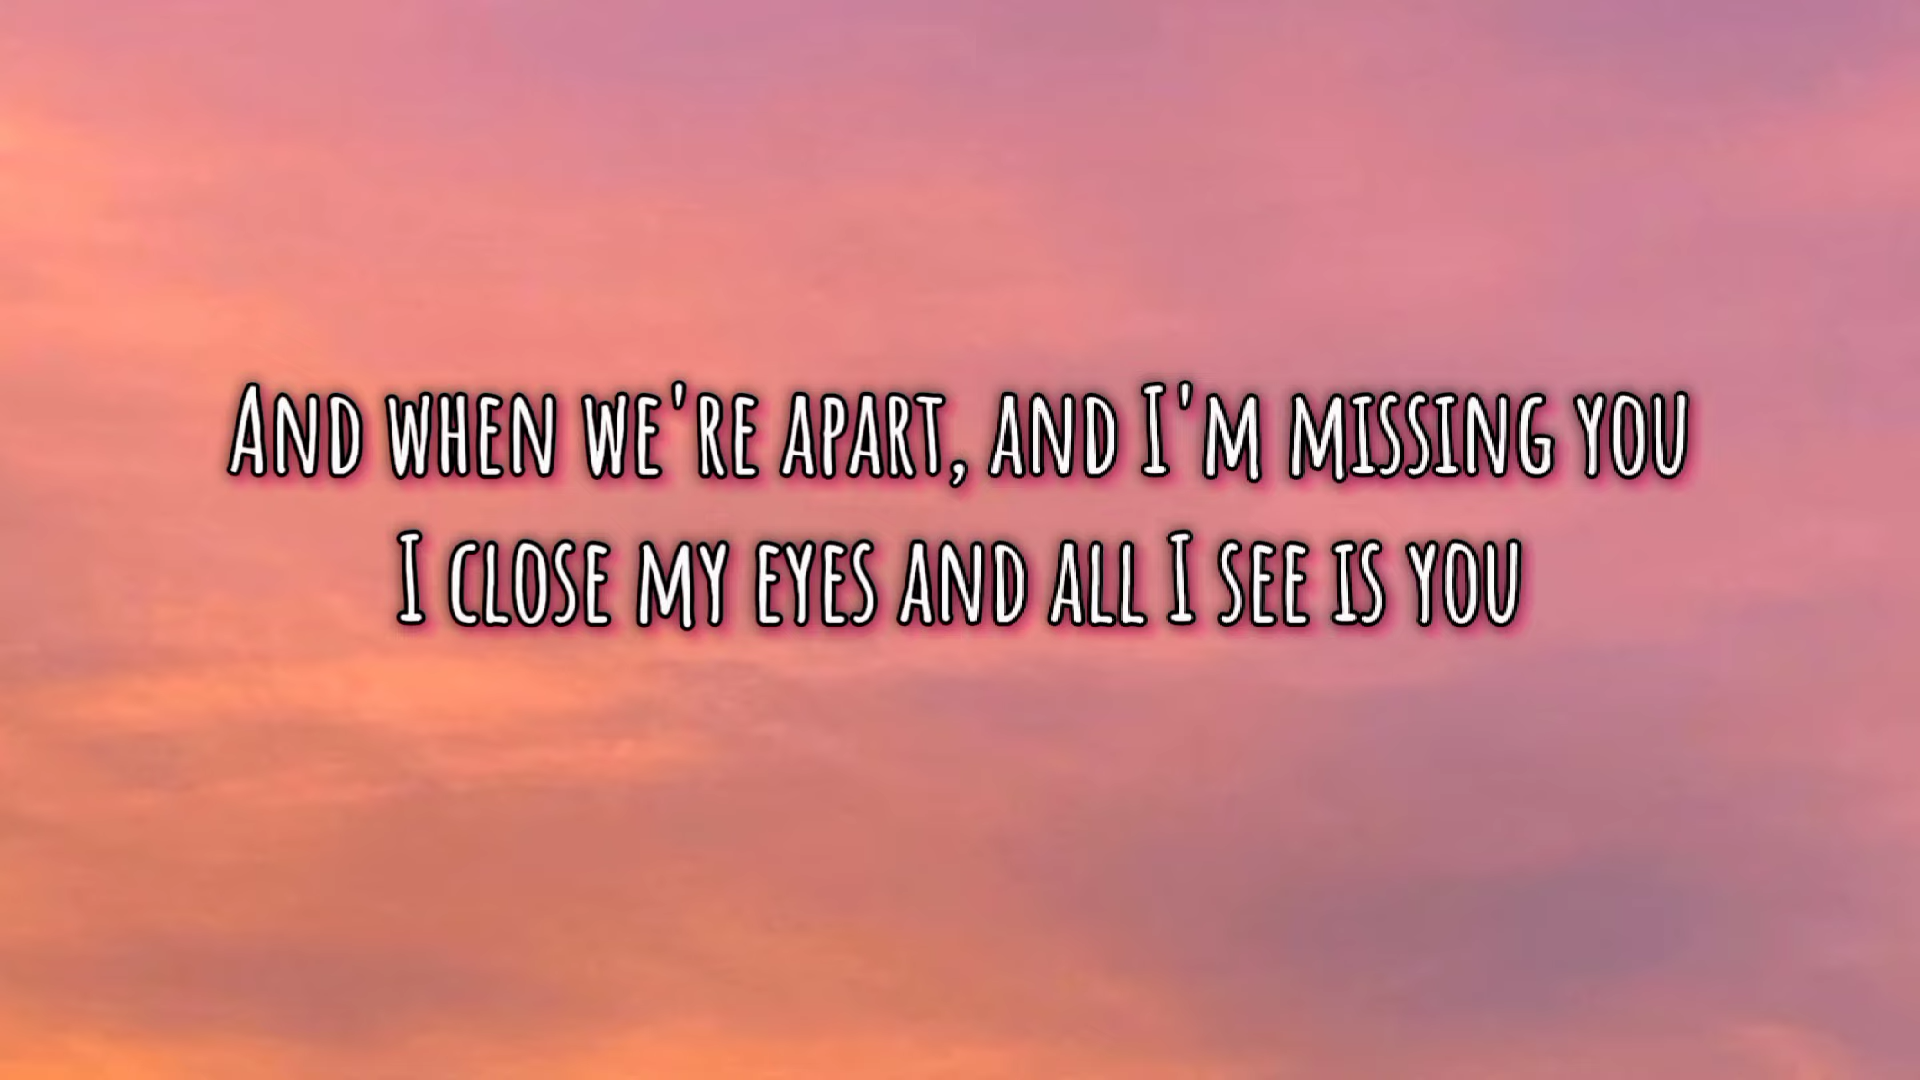 And when we're apart, and I'm missing you
I close my eyes and all I see is you